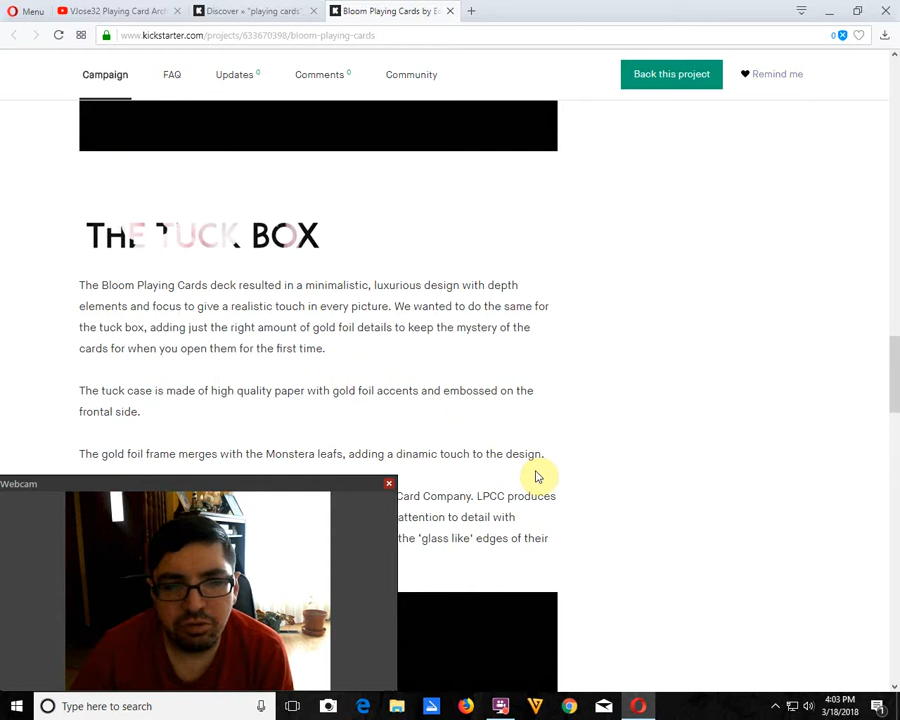 Menu
VJose32 Playing Card Arch
Discover » "playing cards"
Bloom Playing Cards by E
www.kickstarter.com/projects/633670398/bloom-playing-cards
0
Campaign
FAQ
Updates 0
Comments 0
Community
Back this project
Remind me
THE TUCK BOX
The Bloom Playing Cards deck resulted in a minimalistic, luxurious design with depth
elements and focus to give a realistic touch in every picture. We wanted to do the same for
the tuck box, adding just the right amount of gold foil details to keep the mystery of the
cards for when you open them for the first time.
The tuck case is made of high quality paper with gold foil accents and embossed on the
frontal side.
The gold foil frame merges with the Monstera leafs, adding a dinamic touch to the design.
Card Company. LPCC produces
attention to detail with
the 'glass like' edges of their
Webcam
Type here to search
4:03 PM
3/18/2018
1